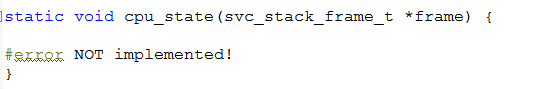 static void cpu_state(svc_stack_frame_t *frame) {
#error NOT implemented!
}